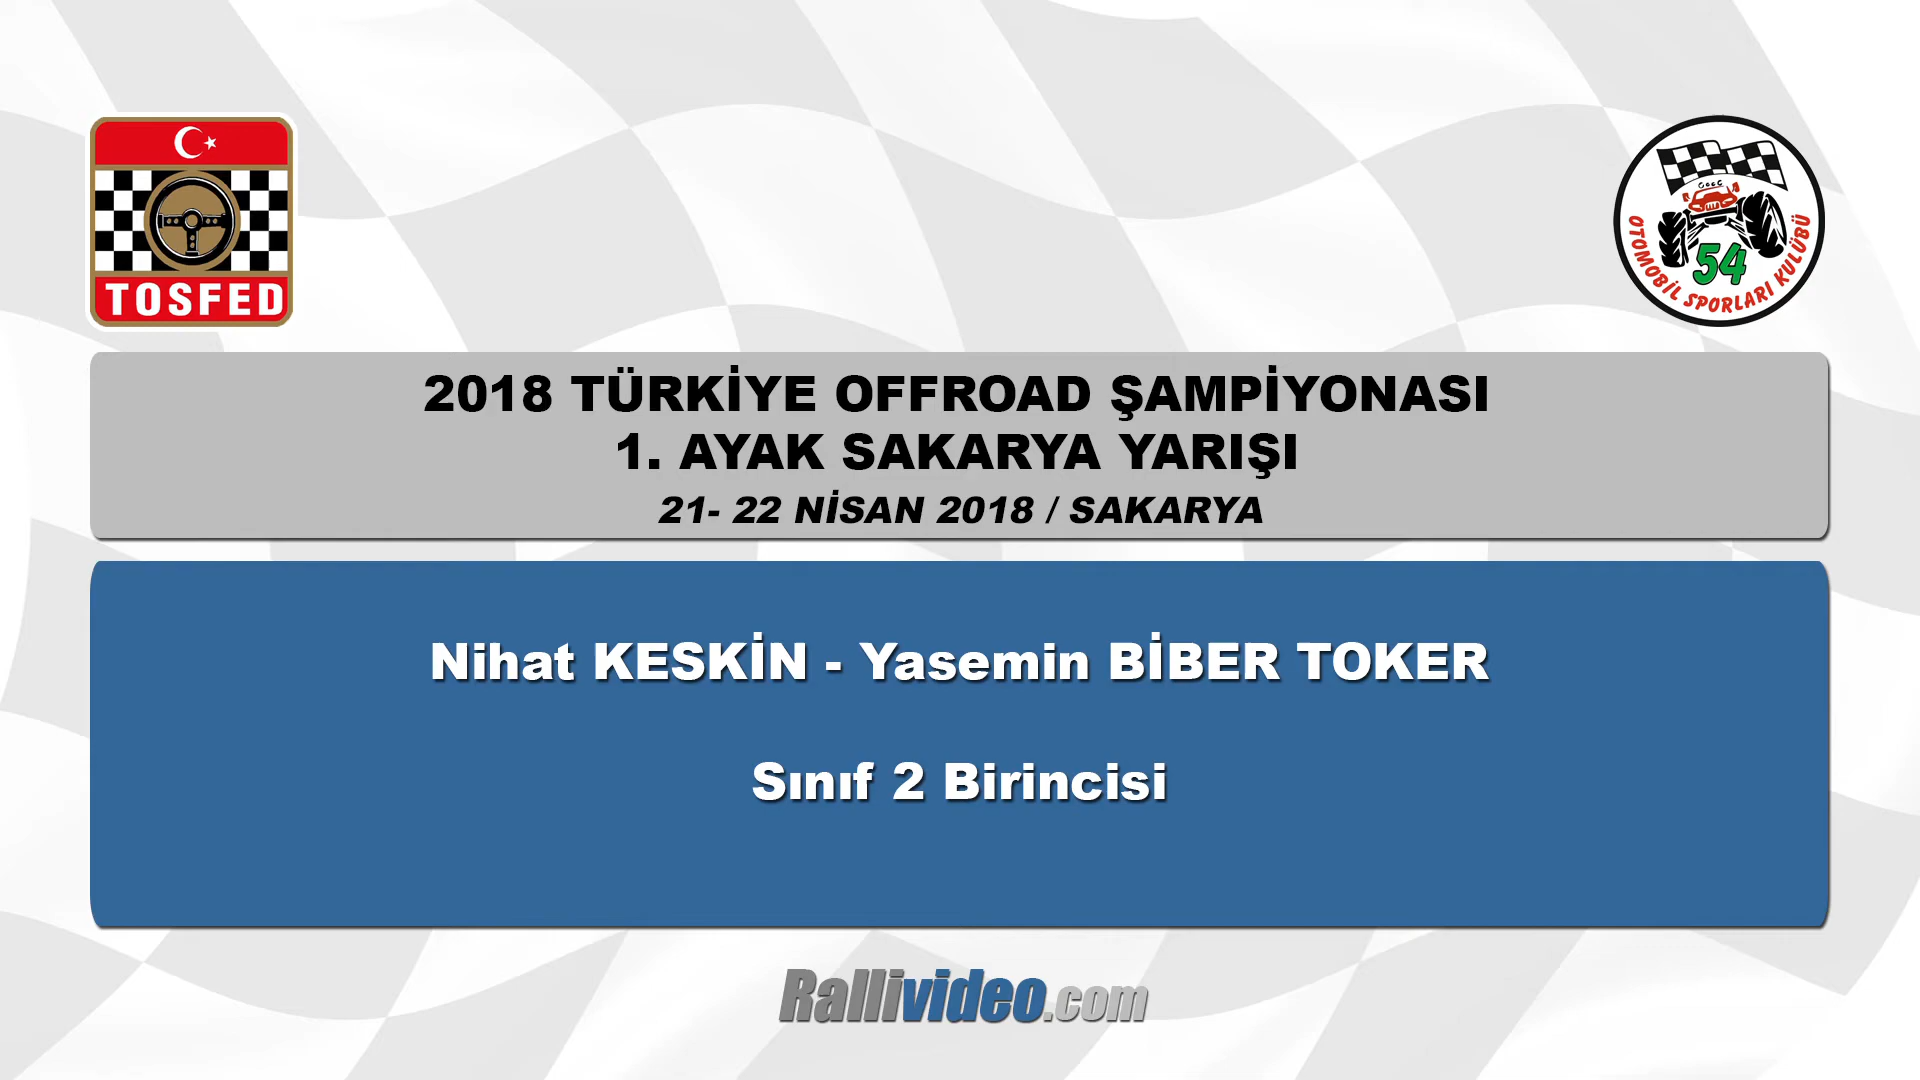 TOSFED
54
OTOMOBİL SPORLARI KULÜBÜ
2018 TÜRKİYE OFFROAD ŞAMPİYONASI
1. AYAK SAKARYA YARIŞI
21- 22 NİSAN 2018 / SAKARYA
Nihat KESKİN - Yasemin BİBER TOKER
Sınıf 2 Birincisi
Rallivideo.com